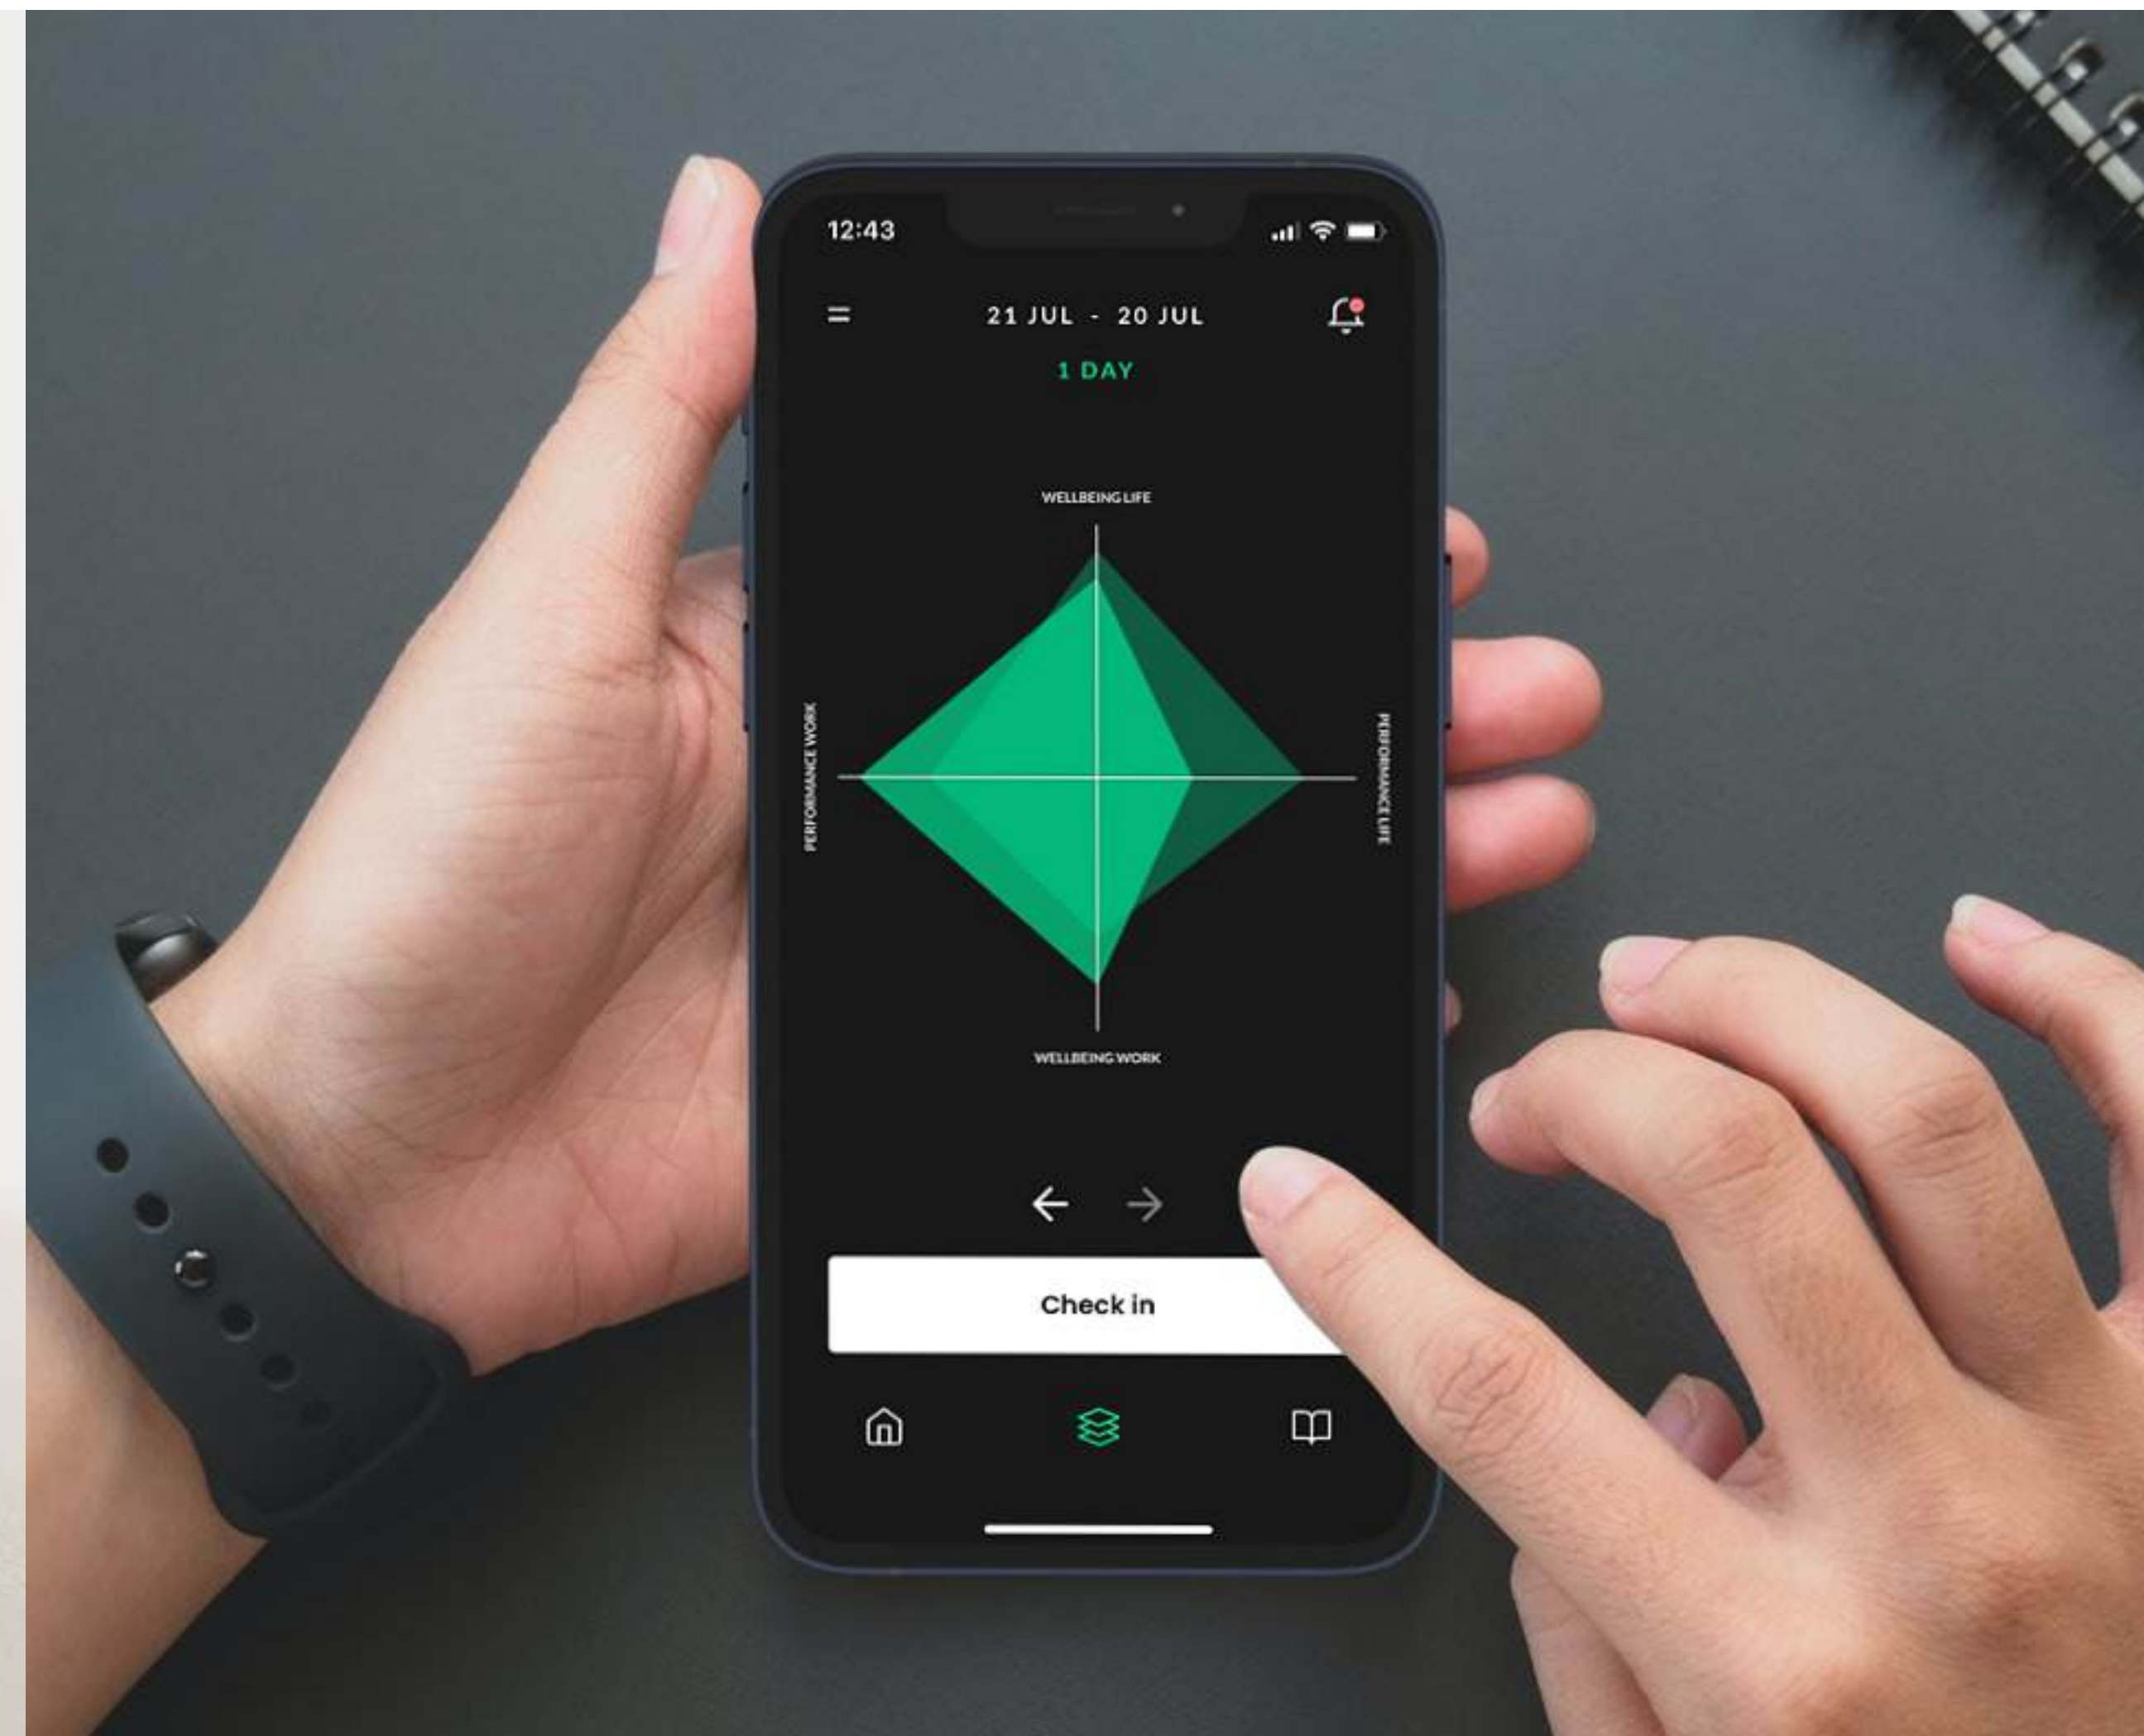 12:43
21 JUL - 20 JUL
1 DAY
WELLBEING LIFE
PERFORMANCE WORK
PERFORMANCE LIFE
WELLBEING WORK
Check in